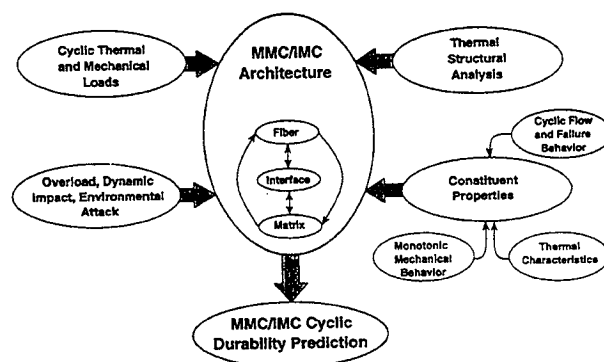 Cyclic Thermal
and Mechanical
Loads
MMC/IMC
Architecture
Thermal
Structural
Analysis
Fiber
Interface
Matrix
Cyclic Flow
and Failure
Behavior
Overload, Dynamic
Impact, Environmental
Attack
Constituent
Properties
Monotonic
Mechanical
Behavior
Thermal
Characteristics
MMC/IMC Cyclic
Durability Prediction